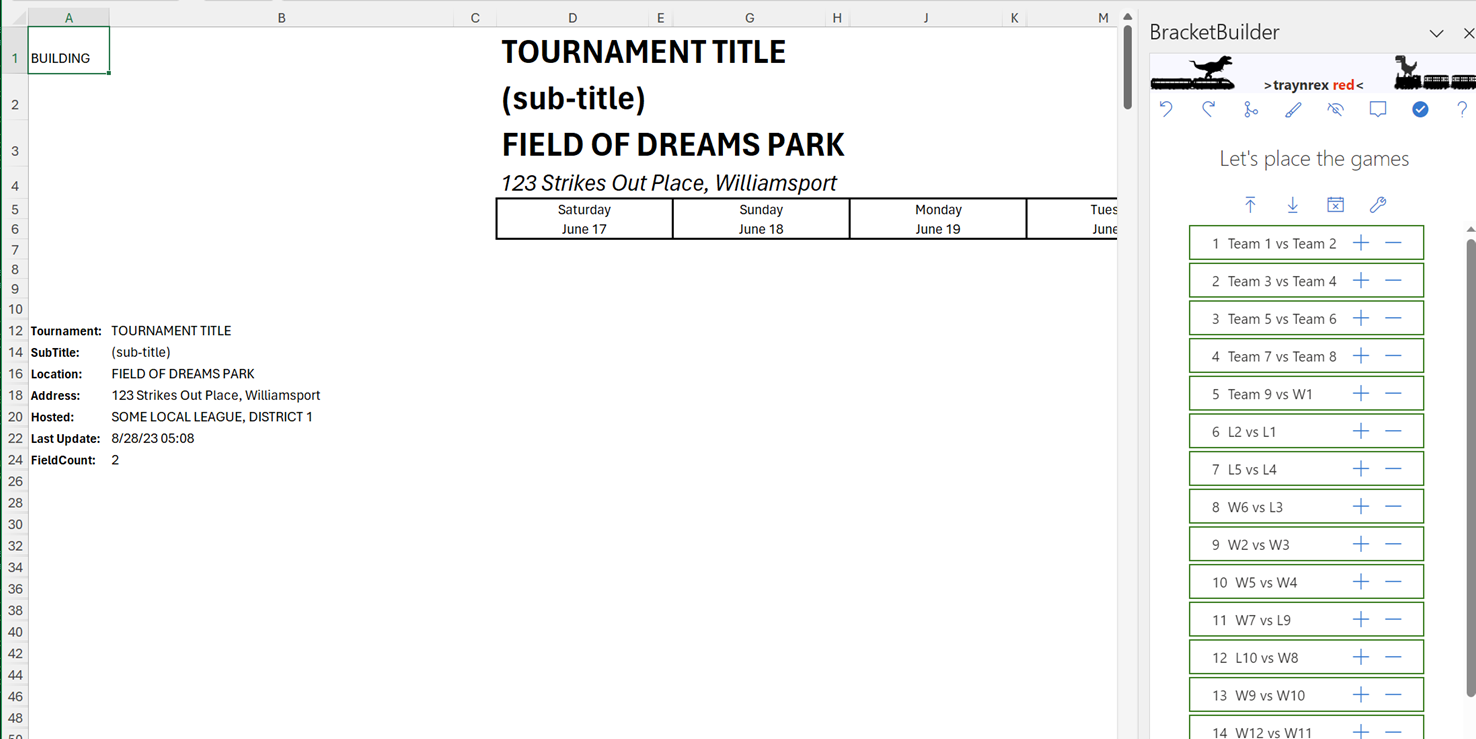 A B C D E G H J K M
1 BUILDING TOURNAMENT TITLE
2 (sub-title)
3 FIELD OF DREAMS PARK
4 123 Strikes Out Place, Williamsport
5 Saturday Sunday Monday Tues
6 June 17 June 18 June 19 June
7
8
9
10
12 Tournament: TOURNAMENT TITLE
14 SubTitle: (sub-title)
16 Location: FIELD OF DREAMS PARK
18 Address: 123 Strikes Out Place, Williamsport
20 Hosted: SOME LOCAL LEAGUE, DISTRICT 1
22 Last Update: 8/28/23 05:08
24 FieldCount: 2
26
28
30
32
34
36
38
40
42
44
46
48
50
BracketBuilder
>traynrex red<
Let's place the games
1 Team 1 vs Team 2
2 Team 3 vs Team 4
3 Team 5 vs Team 6
4 Team 7 vs Team 8
5 Team 9 vs W1
6 L2 vs L1
7 L5 vs L4
8 W6 vs L3
9 W2 vs W3
10 W5 vs W4
11 W7 vs L9
12 L10 vs W8
13 W9 vs W10
14 W12 vs W11